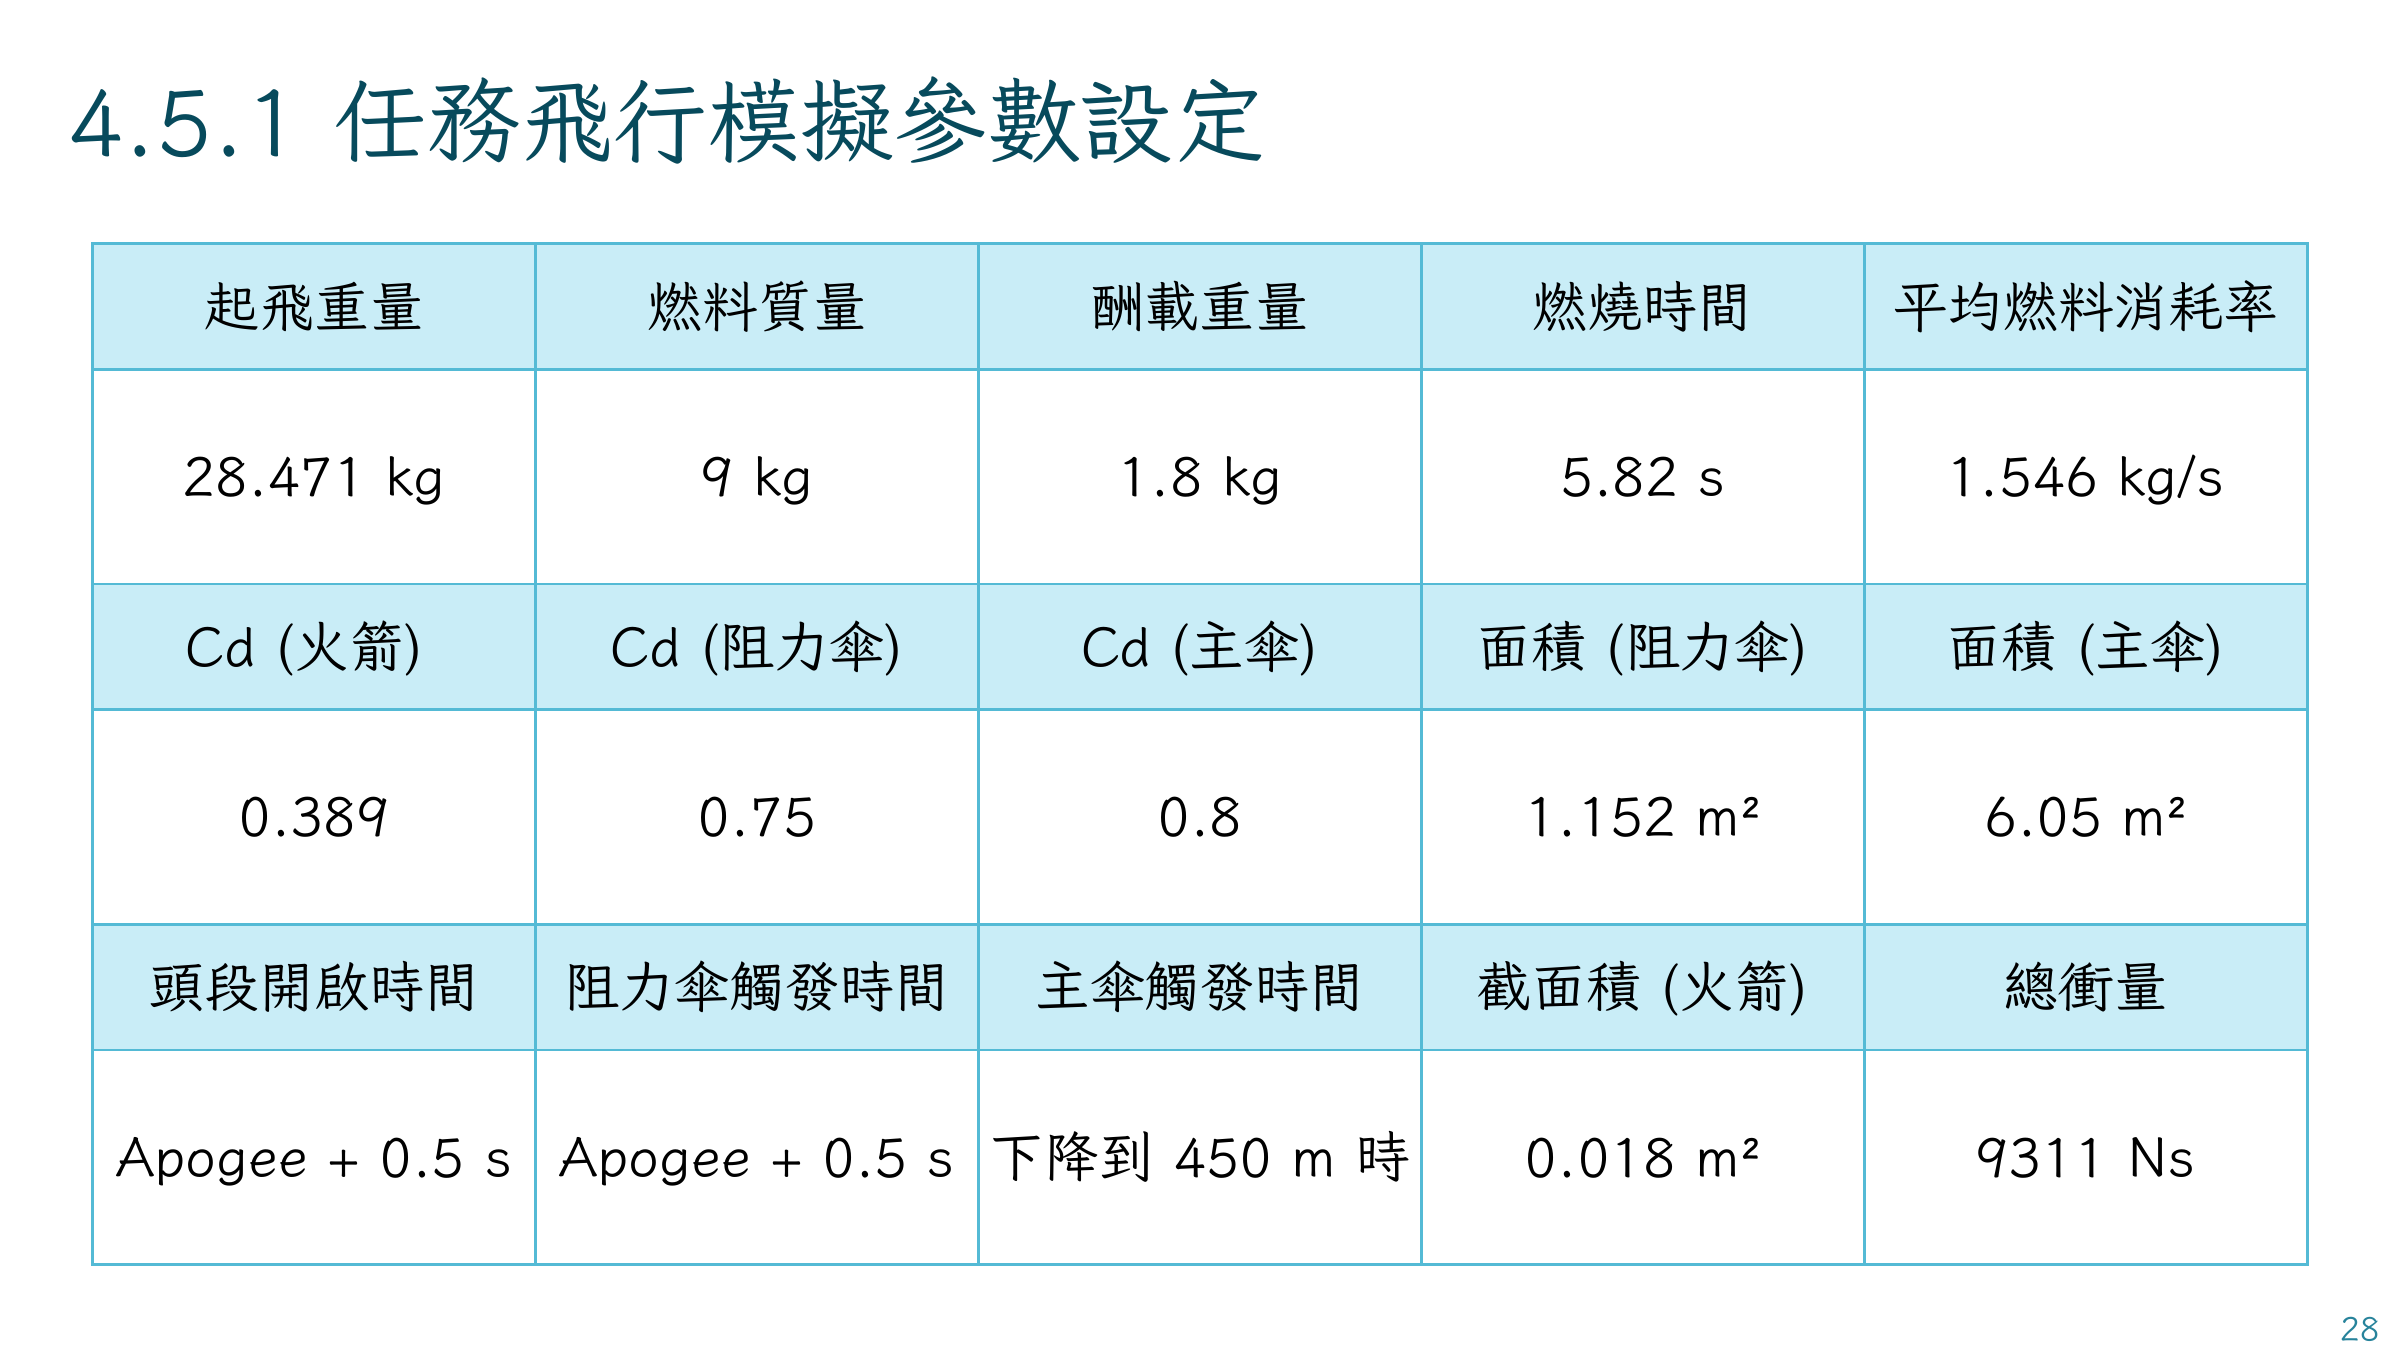 4.5.1 任務飛行模擬參數設定
起飛重量 燃料質量 酬載重量 燃燒時間 平均燃料消耗率
28.471 kg 9 kg 1.8 kg 5.82 s 1.546 kg/s
Cd (火箭) Cd (阻力傘) Cd (主傘) 面積 (阻力傘) 面積 (主傘)
0.389 0.75 0.8 1.152 m² 6.05 m²
頭段開啟時間 阻力傘觸發時間 主傘觸發時間 截面積 (火箭) 總衝量
Apogee + 0.5 s Apogee + 0.5 s 下降到 450 m 時 0.018 m² 9311 Ns
28